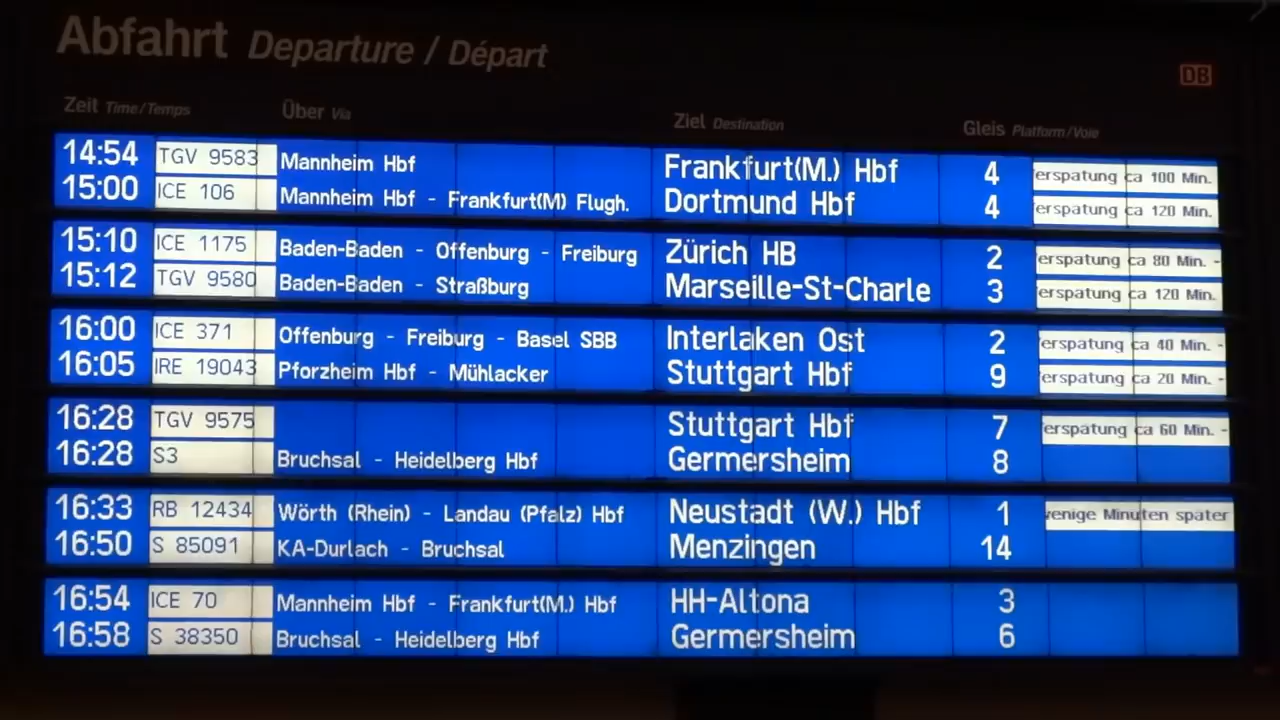 Abfahrt Departure / Départ
DB
Zeit Time/Temps Über Via Ziel Destination Gleis Platform/Voie
14:54 TGV 9583 Mannheim Hbf Frankfurt(M.) Hbf 4 erspatung ca 100 Min.
15:00 ICE 106 Mannheim Hbf - Frankfurt(M) Flugh. Dortmund Hbf 4 erspatung ca 120 Min.
15:10 ICE 1175 Baden-Baden - Offenburg - Freiburg Zürich HB 2 erspatung ca 80 Min. -
15:12 TGV 9580 Baden-Baden - Straßburg Marseille-St-Charle 3 erspatung ca 120 Min.
16:00 ICE 371 Offenburg - Freiburg - Basel SBB Interlaken Ost 2 erspatung ca 40 Min. -
16:05 IRE 19043 Pforzheim Hbf - Mühlacker Stuttgart Hbf 9 erspatung ca 20 Min. -
16:28 TGV 9575 Stuttgart Hbf 7 erspatung ca 60 Min. -
16:28 S3 Bruchsal - Heidelberg Hbf Germersheim 8
16:33 RB 12434 Wörth (Rhein) - Landau (Pfalz) Hbf Neustadt (W.) Hbf 1 wenige Minuten später
16:50 S 85091 KA-Durlach - Bruchsal Menzingen 14
16:54 ICE 70 Mannheim Hbf - Frankfurt(M.) Hbf HH-Altona 3
16:58 S 38350 Bruchsal - Heidelberg Hbf Germersheim 6